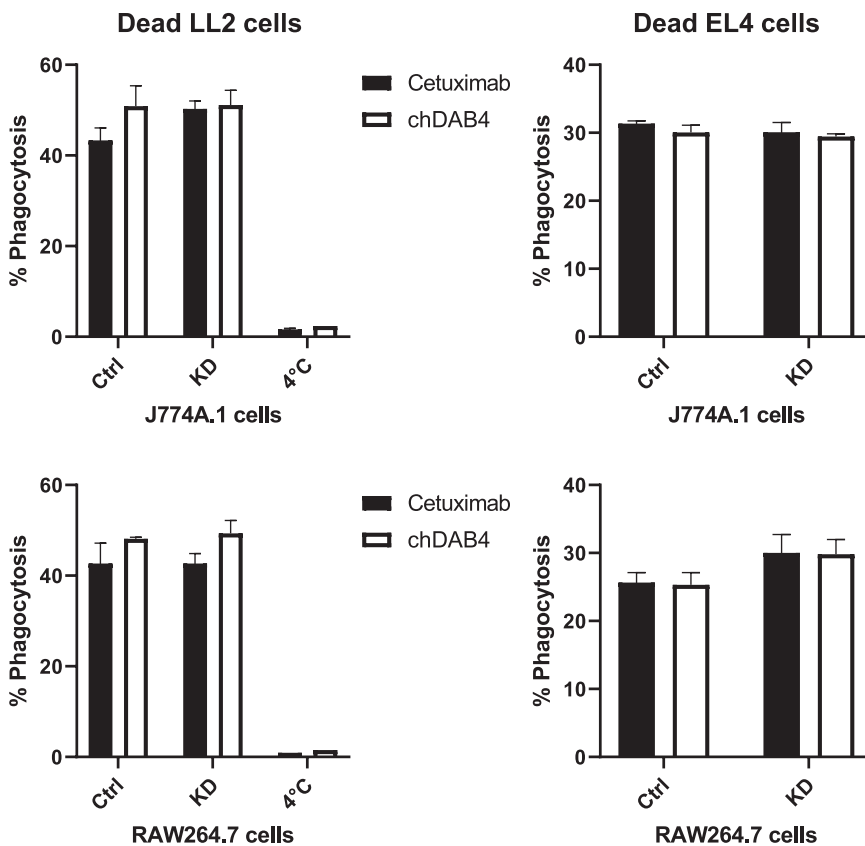 Dead LL2 cells
Dead EL4 cells
% Phagocytosis
60
40
20
0
Ctrl
KD
4°C
J774A.1 cells
Cetuximab
chDAB4
% Phagocytosis
40
30
20
10
0
Ctrl
KD
J774A.1 cells
% Phagocytosis
60
40
20
0
Ctrl
KD
4°C
RAW264.7 cells
Cetuximab
chDAB4
% Phagocytosis
40
30
20
10
0
Ctrl
KD
RAW264.7 cells